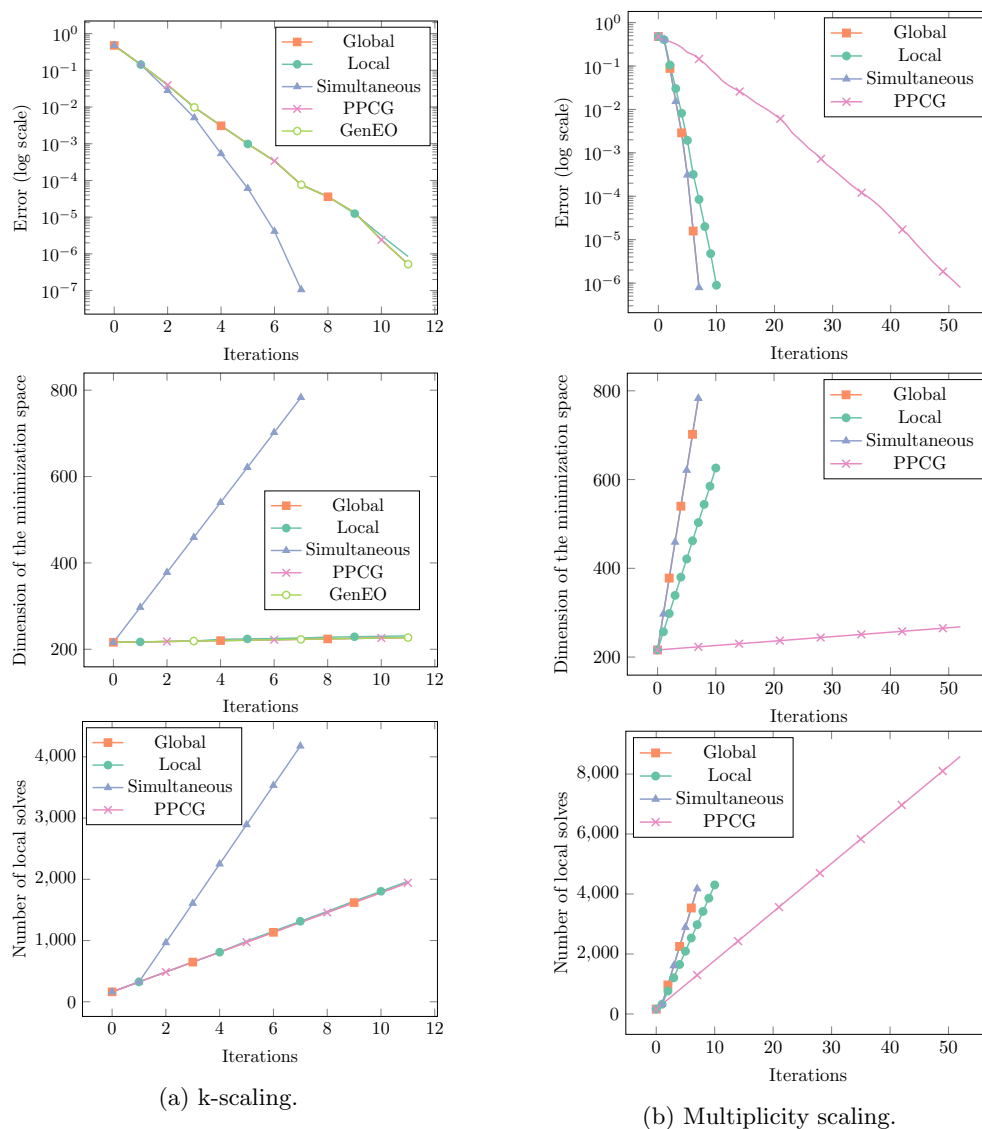 10^0
10^-1
10^-2
10^-3
10^-4
10^-5
10^-6
10^-7
Error (log scale)
Global
Local
Simultaneous
PPCG
GenEO
0 2 4 6 8 10 12
Iterations
10^0
10^-1
10^-2
10^-3
10^-4
10^-5
10^-6
Error (log scale)
Global
Local
Simultaneous
PPCG
0 10 20 30 40 50
Iterations
800
600
400
200
Dimension of the minimization space
Global
Local
Simultaneous
PPCG
GenEO
0 2 4 6 8 10 12
Iterations
800
600
400
200
Dimension of the minimization space
Global
Local
Simultaneous
PPCG
0 10 20 30 40 50
Iterations
4,000
3,000
2,000
1,000
0
Number of local solves
Global
Local
Simultaneous
PPCG
0 2 4 6 8 10 12
Iterations
(a) k-scaling.
8,000
6,000
4,000
2,000
0
Number of local solves
Global
Local
Simultaneous
PPCG
0 10 20 30 40 50
Iterations
(b) Multiplicity scaling.